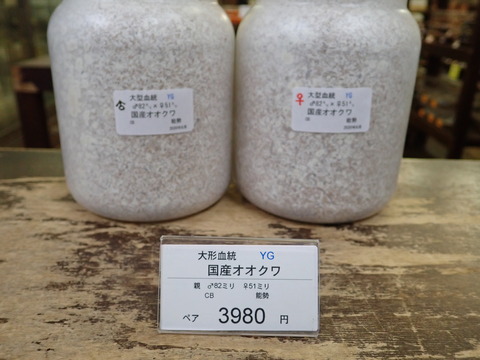 大型血統 YG
♂82㍉ × ♀51㍉
国産オオクワ
能勢
♀
大型血統 YG
♂82㍉ × ♀51㍉
国産オオクワ
能勢
大形血統 YG
国産オオクワ
親 ♂82ミリ ♀51ミリ
CB 能勢
ペア 3980 円